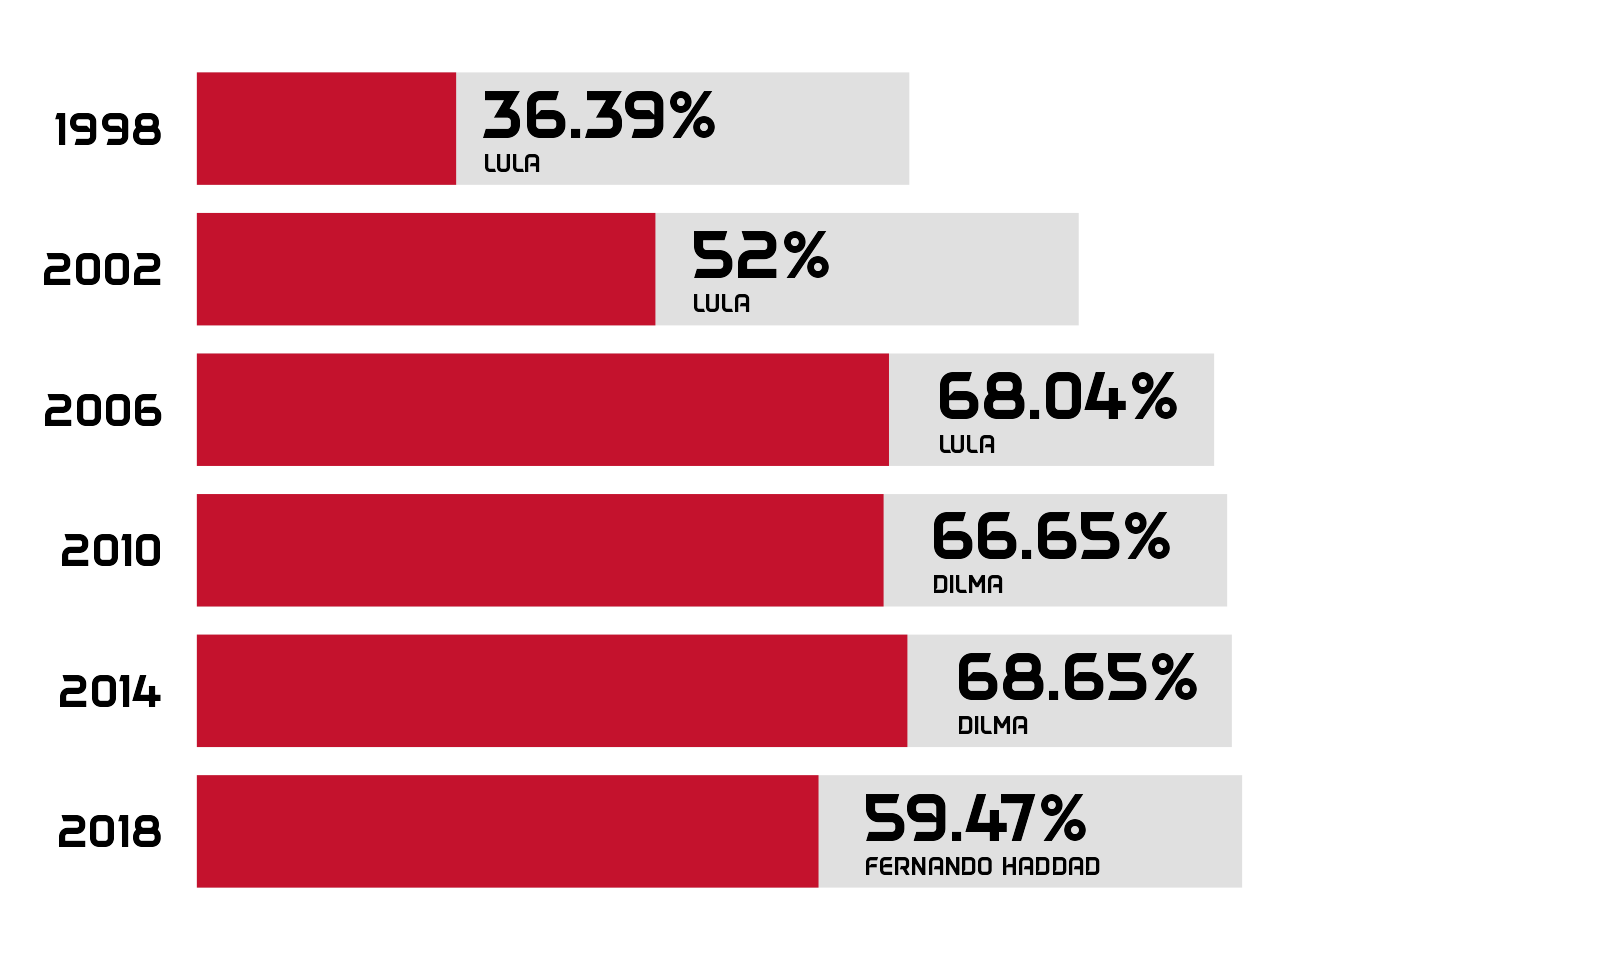 1998
36.39%
LULA
2002
52%
LULA
2006
68.04%
LULA
2010
66.65%
DILMA
2014
68.65%
DILMA
2018
59.47%
FERNANDO HADDAD